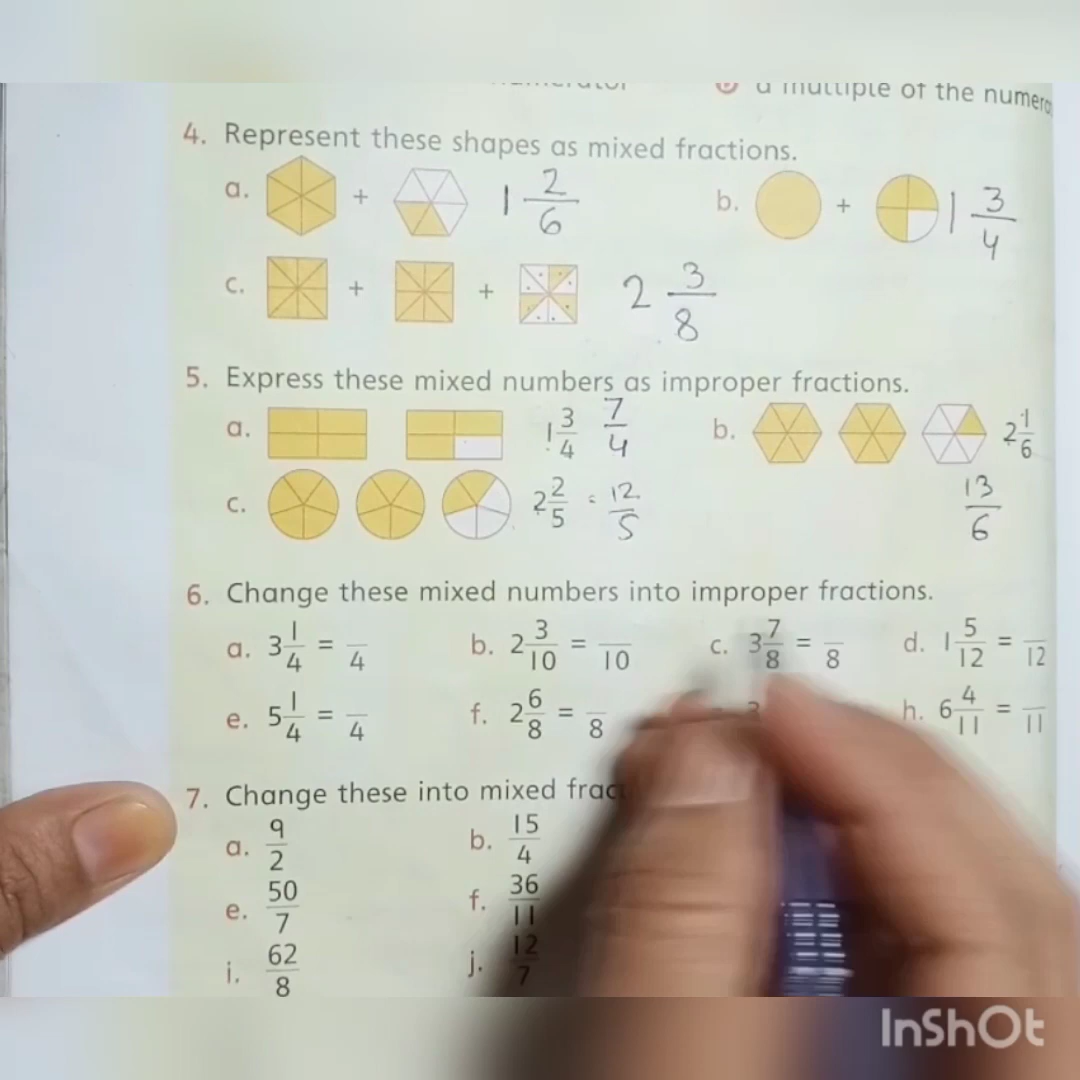 a multiple of the
4. Represent these shapes as mixed fractions.
a. + 1 2/6 b. + 1 3/4
c. + + 2 3/8
5. Express these mixed numbers as improper fractions.
a. 1 3/4 7/4 b. 2 1/6
c. 2 2/5 = 12/5 13/6
6. Change these mixed numbers into improper fractions.
a. 3 1/4 = /4 b. 2 3/10 = /10 c. 3 7/8 = /8 d. 1 5/12 = /12
e. 5 1/4 = /4 f. 2 6/8 = /8 h. 6 4/11 = /11
7. Change these into mixed
a. 9/2 b. 15/4
e. 50/7 f. 36/11
i. 62/8 j. 12/7
InShOt